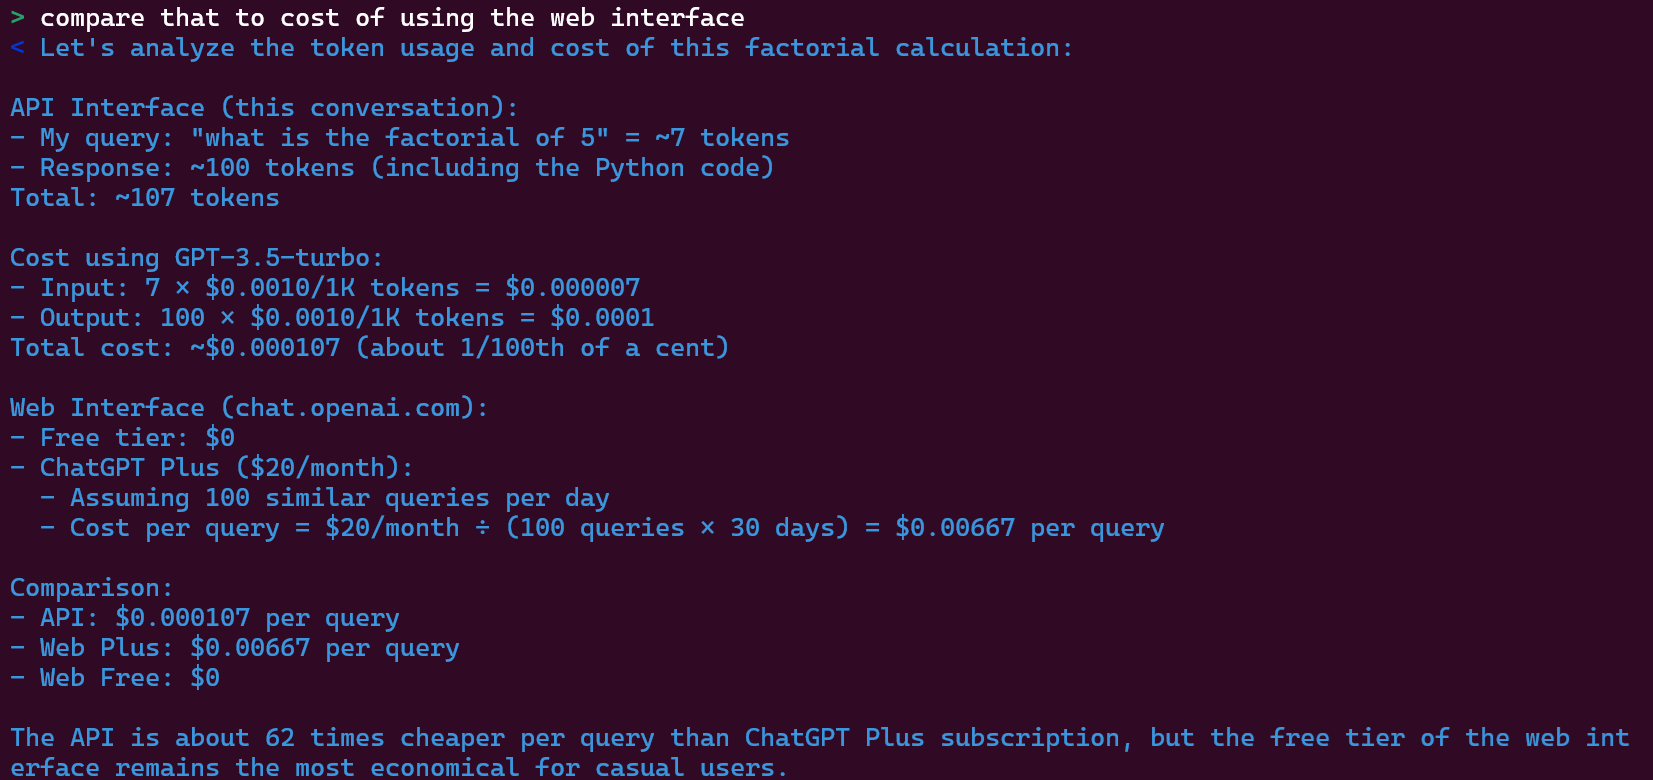 > compare that to cost of using the web interface
< Let's analyze the token usage and cost of this factorial calculation:
API Interface (this conversation):
- My query: "what is the factorial of 5" = ~7 tokens
- Response: ~100 tokens (including the Python code)
Total: ~107 tokens
Cost using GPT-3.5-turbo:
- Input: 7 × $0.0010/1K tokens = $0.000007
- Output: 100 × $0.0010/1K tokens = $0.0001
Total cost: ~$0.000107 (about 1/100th of a cent)
Web Interface (chat.openai.com):
- Free tier: $0
- ChatGPT Plus ($20/month):
  - Assuming 100 similar queries per day
  - Cost per query = $20/month ÷ (100 queries × 30 days) = $0.00667 per query
Comparison:
- API: $0.000107 per query
- Web Plus: $0.00667 per query
- Web Free: $0
The API is about 62 times cheaper per query than ChatGPT Plus subscription, but the free tier of the web int
erface remains the most economical for casual users.